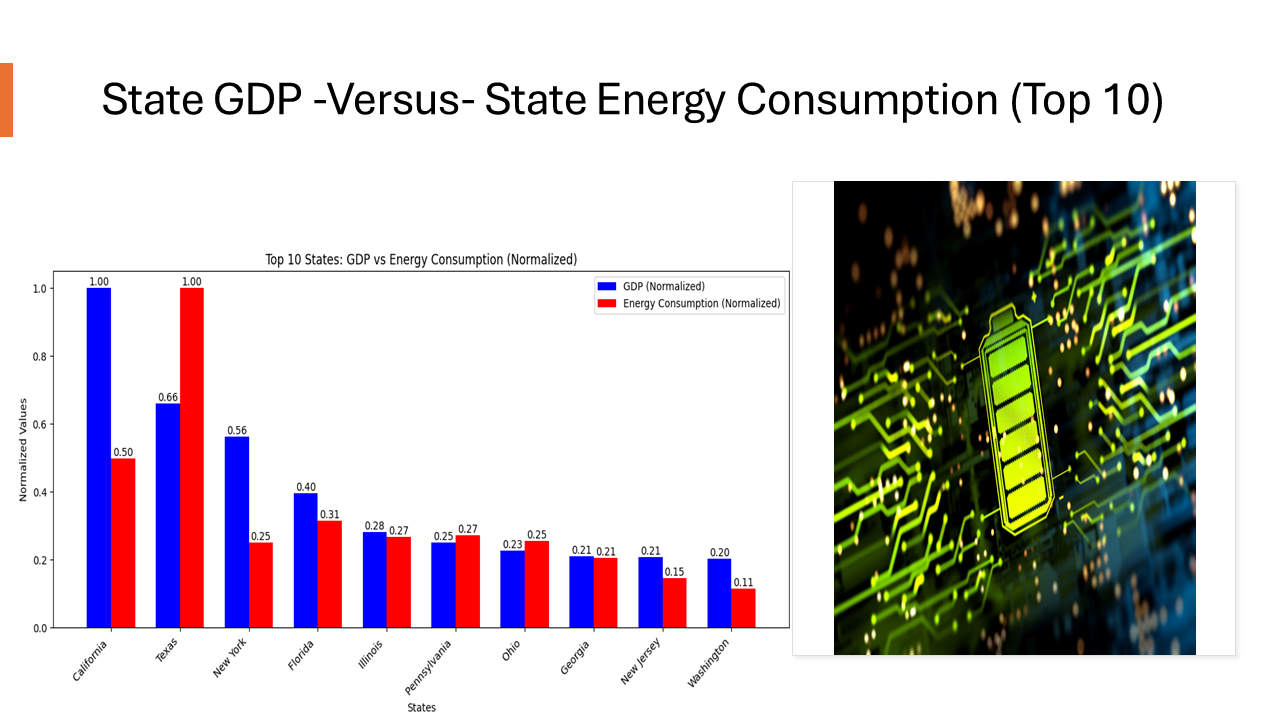 State GDP -Versus- State Energy Consumption (Top 10)
Top 10 States: GDP vs Energy Consumption (Normalized)
GDP (Normalized)
Energy Consumption (Normalized)
Normalized Values
1.0
0.8
0.6
0.4
0.2
0.0
1.00
0.50
0.66
1.00
0.56
0.25
0.40
0.31
0.28
0.27
0.25
0.27
0.23
0.25
0.21
0.21
0.21
0.15
0.20
0.11
California
Texas
New York
Florida
Illinois
Pennsylvania
Ohio
Georgia
New Jersey
Washington
States